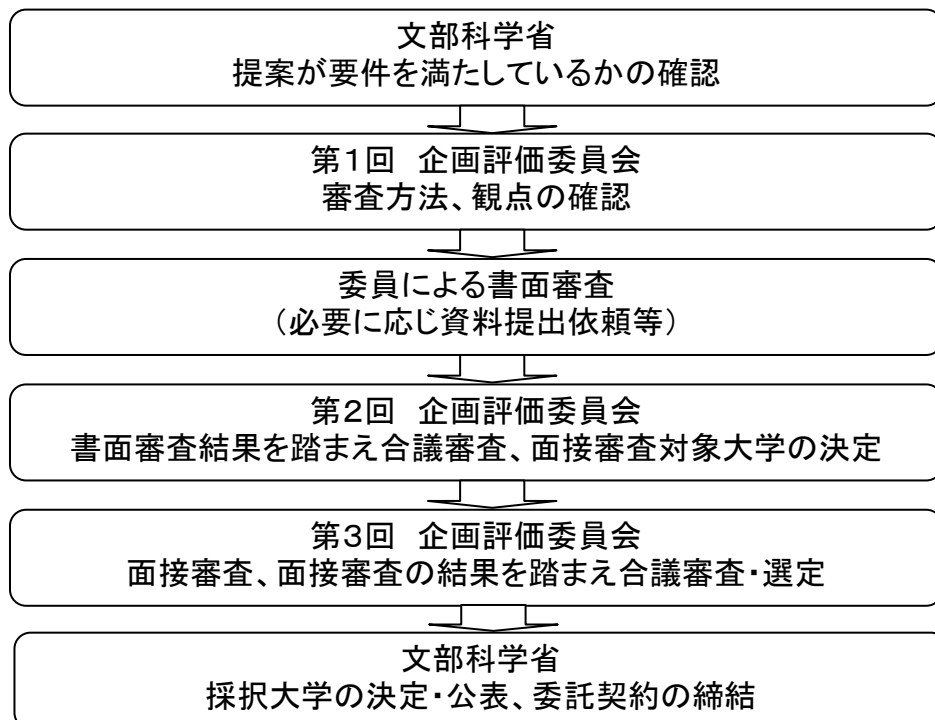 文部科学省
提案が要件を満たしているかの確認
第１回　企画評価委員会
審査方法、観点の確認
委員による書面審査
（必要に応じ資料提出依頼等）
第２回　企画評価委員会
書面審査結果を踏まえ合議審査、面接審査対象大学の決定
第３回　企画評価委員会
面接審査、面接審査の結果を踏まえ合議審査・選定
文部科学省
採択大学の決定・公表、委託契約の締結